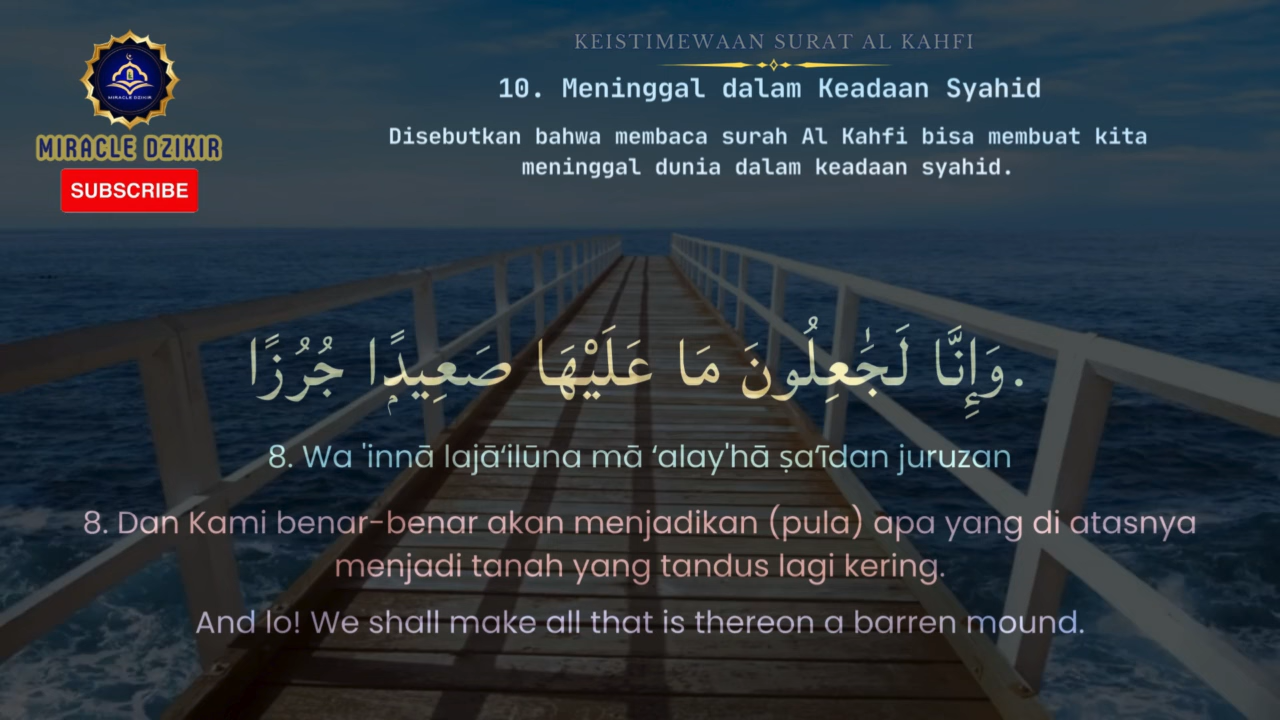 MIRACLE DZIKIR
MIRACLE DZIKIR
SUBSCRIBE
KEISTIMEWAAN SURAT AL KAHFI
10. Meninggal dalam Keadaan Syahid
Disebutkan bahwa membaca surah Al Kahfi bisa membuat kita
meninggal dunia dalam keadaan syahid.
وَإِنَّا لَجَٰعِلُونَ مَا عَلَيْهَا صَعِيدًۭا جُرُزًا.
8. Wa 'innā lajā‘ilūna mā ‘alay'hā ṣa‘īdan juruzan
8. Dan Kami benar-benar akan menjadikan (pula) apa yang di atasnya
menjadi tanah yang tandus lagi kering.
And lo! We shall make all that is thereon a barren mound.